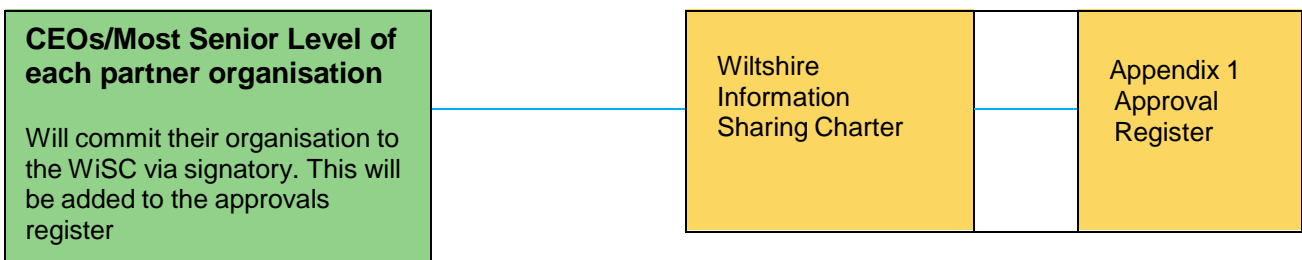 CEOs/Most Senior Level of
each partner organisation
Will commit their organisation to
the WiSC via signatory. This will
be added to the approvals
register
Wiltshire
Information
Sharing Charter
Appendix 1
Approval
Register